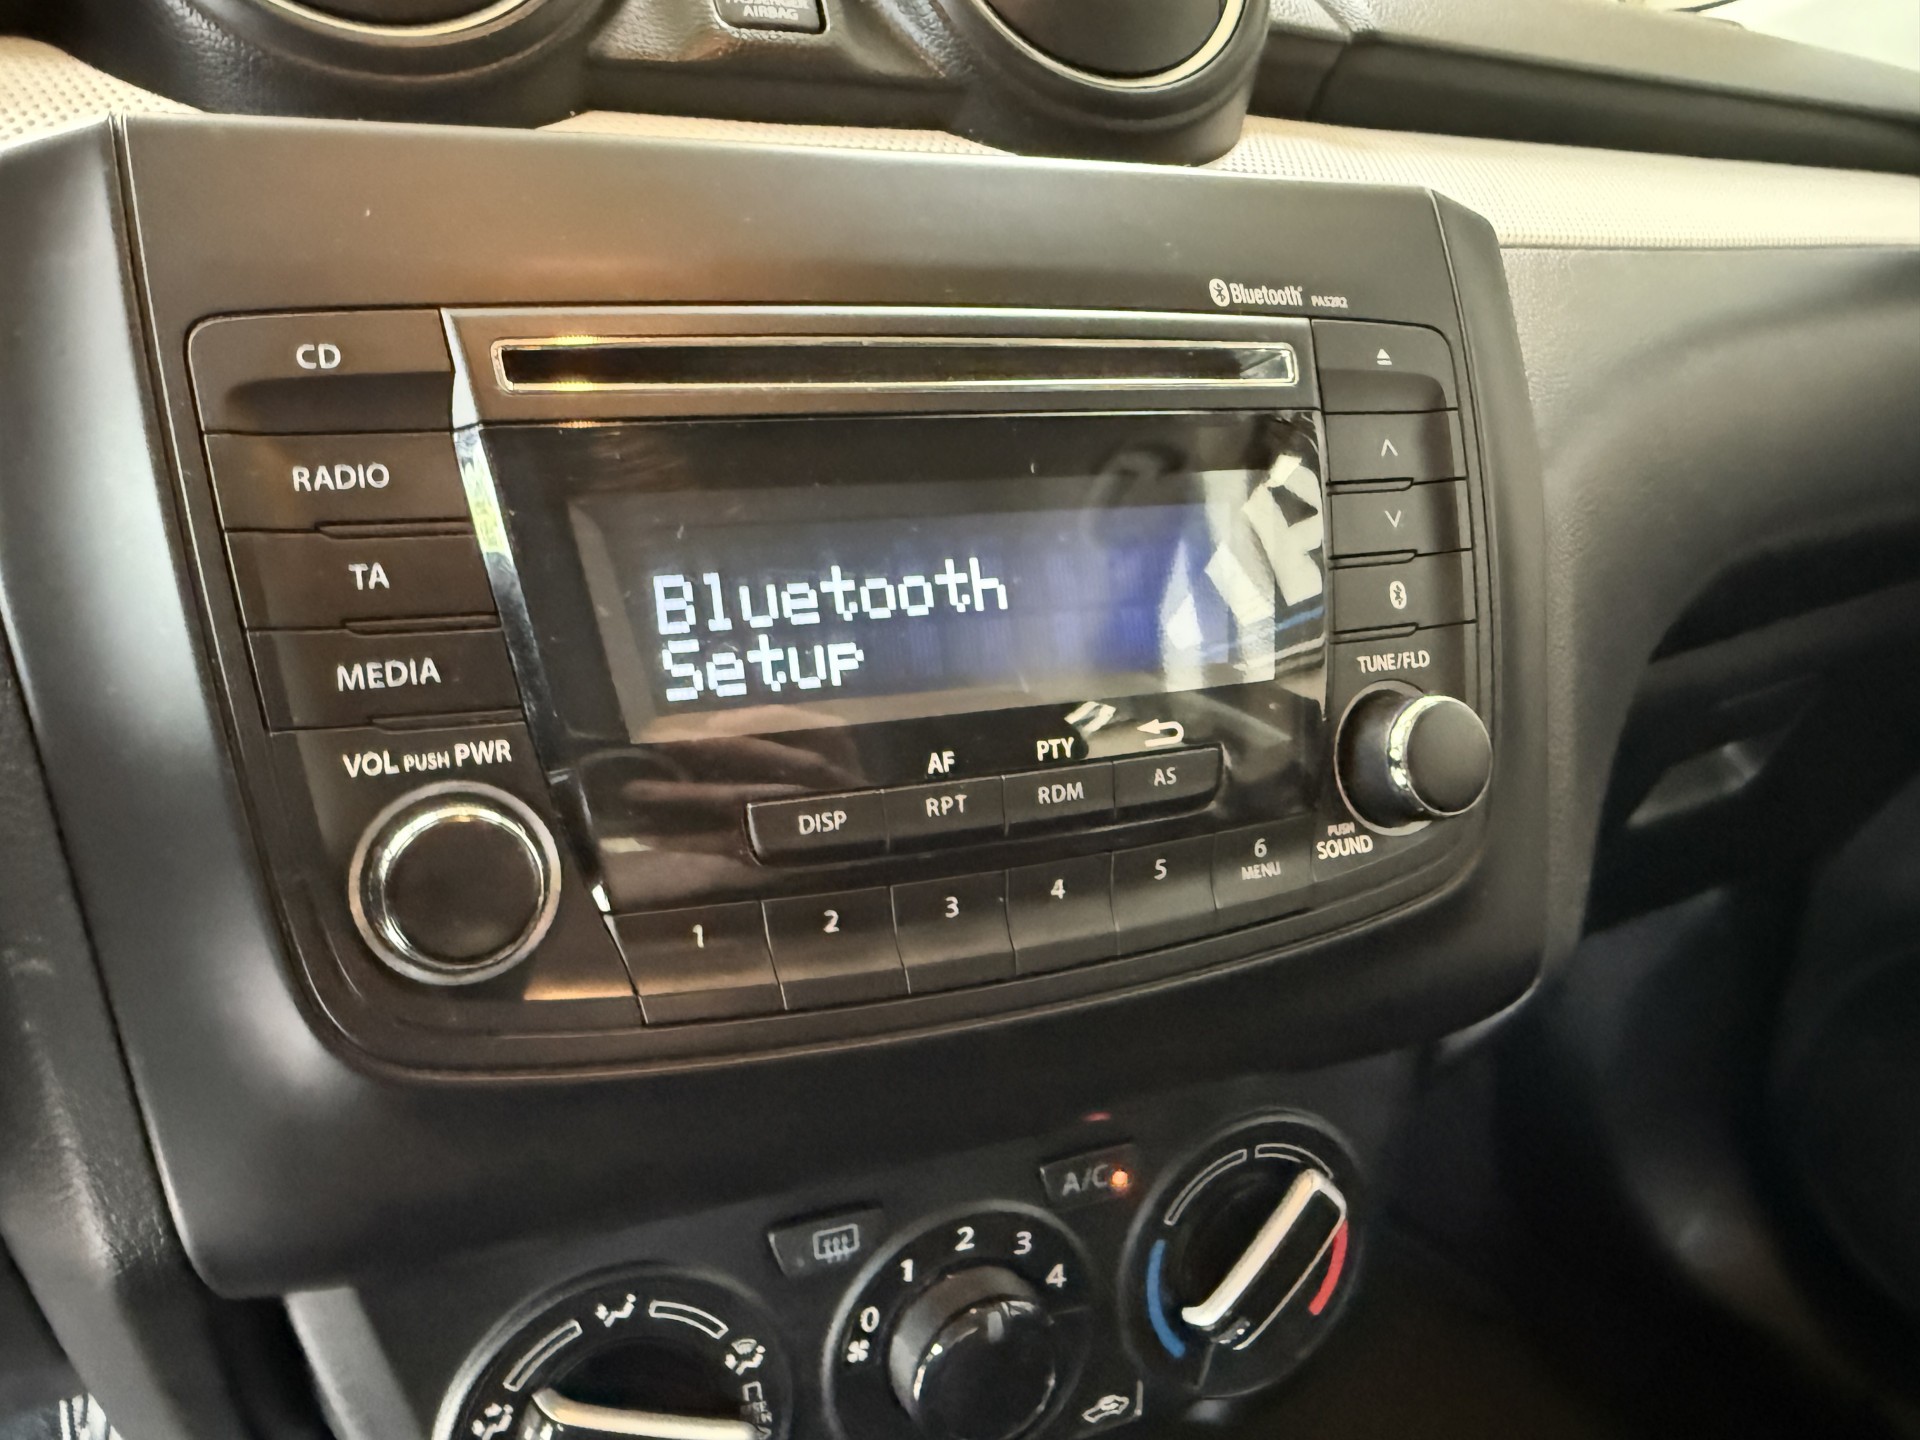 PASSENGER
AIRBAG
Bluetooth PA5282
CD
RADIO
TA
MEDIA
VOL PUSH PWR
Bluetooth
Setup
TUNE/FLD
AF
PTY
DISP
RPT
RDM
AS
PUSH
SOUND
1
2
3
4
5
6
MENU
A/C
0
1
2
3
4